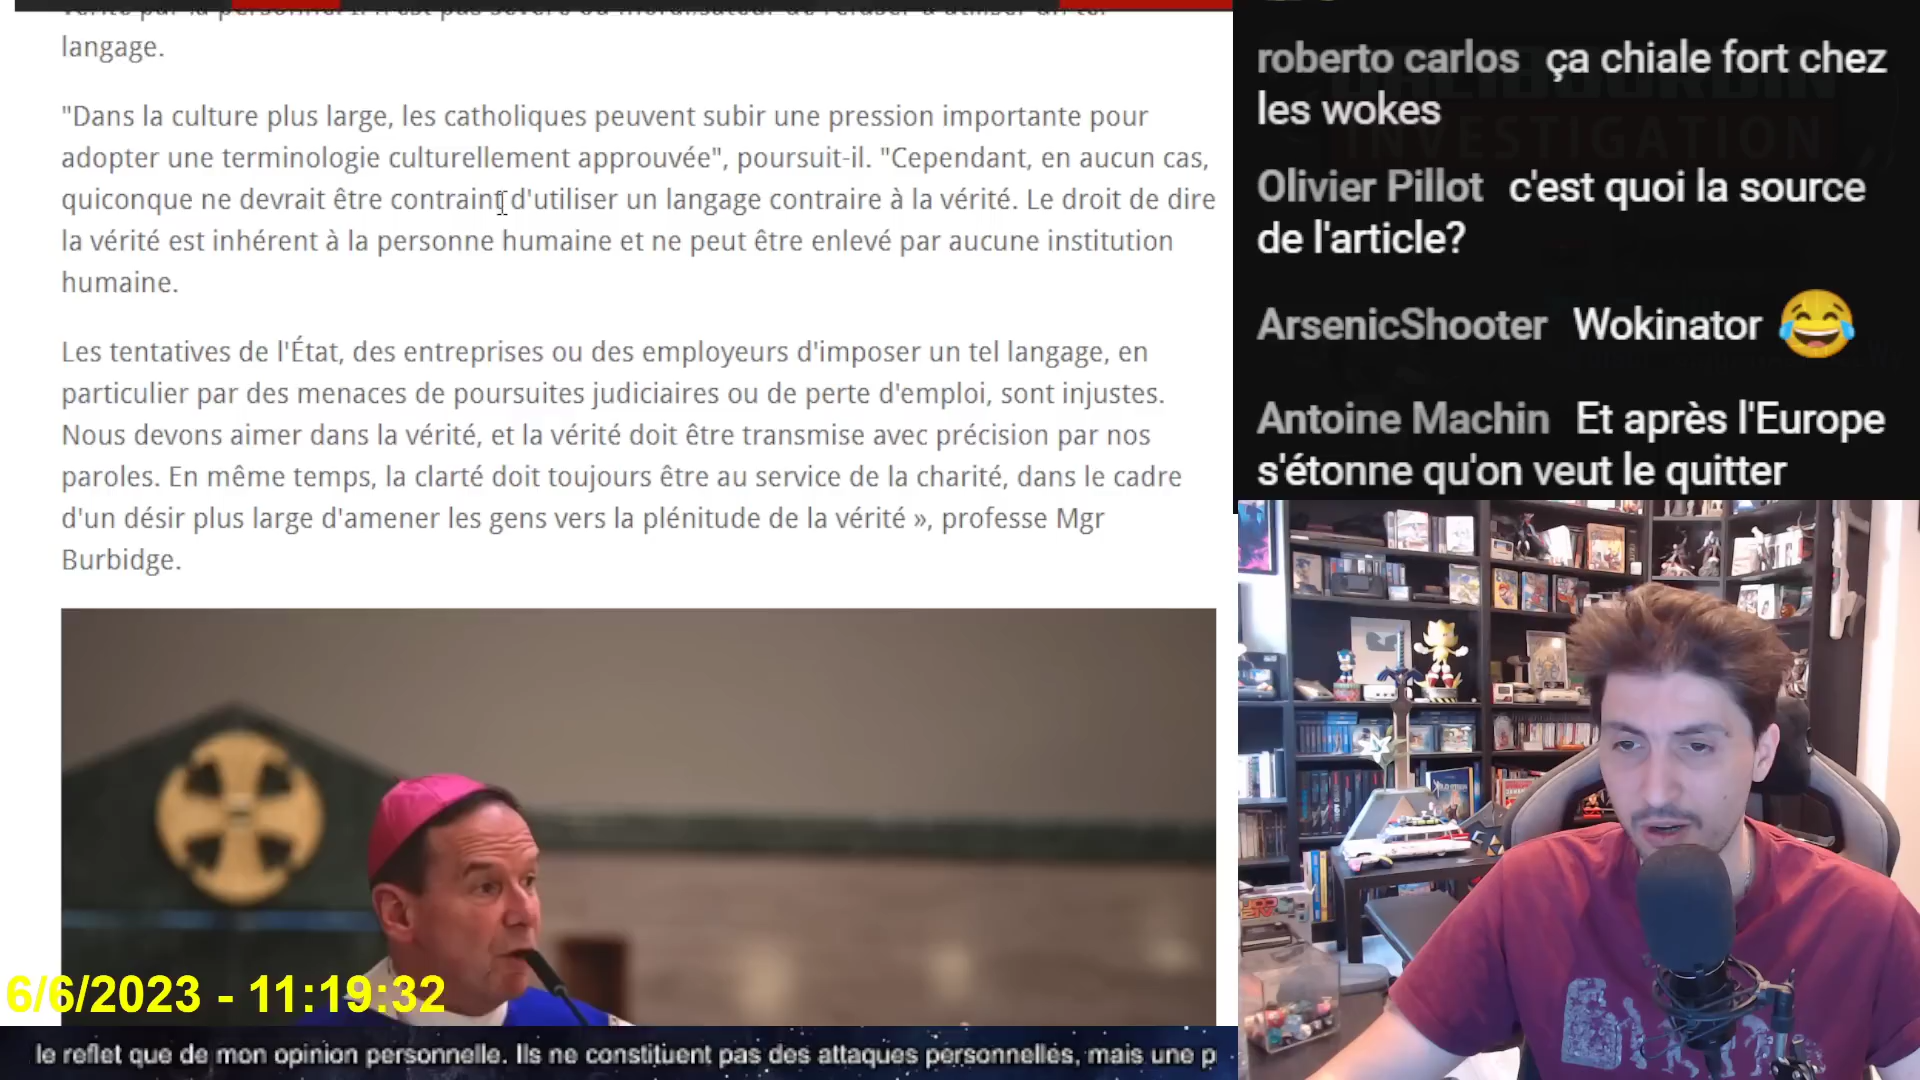 langage.
"Dans la culture plus large, les catholiques peuvent subir une pression importante pour
adopter une terminologie culturellement approuvée", poursuit-il. "Cependant, en aucun cas,
quiconque ne devrait être contraint d'utiliser un langage contraire à la vérité. Le droit de dire
la vérité est inhérent à la personne humaine et ne peut être enlevé par aucune institution
humaine.
Les tentatives de l'État, des entreprises ou des employeurs d'imposer un tel langage, en
particulier par des menaces de poursuites judiciaires ou de perte d'emploi, sont injustes.
Nous devons aimer dans la vérité, et la vérité doit être transmise avec précision par nos
paroles. En même temps, la clarté doit toujours être au service de la charité, dans le cadre
d'un désir plus large d'amener les gens vers la plénitude de la vérité », professe Mgr
Burbidge.
6/6/2023 - 11:19:32
le reflet que de mon opinion personnelle. Ils ne constituent pas des attaques personnelles, mais une p
roberto carlos ça chiale fort chez
les wokes
INVESTIGATION
Olivier Pillot c'est quoi la source
de l'article?
ArsenicShooter Wokinator 😂
Antoine Machin Et après l'Europe
s'étonne qu'on veut le quitter